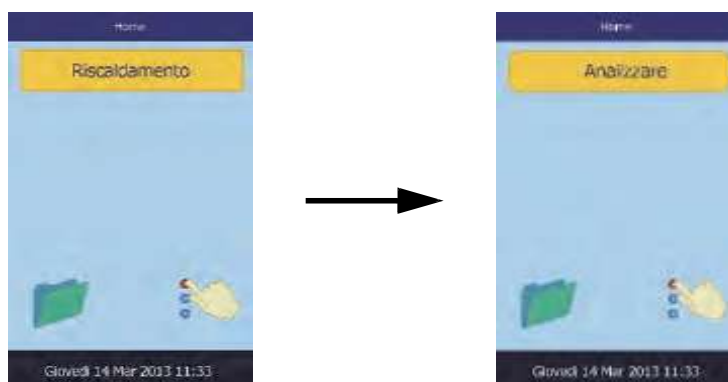 Home
Riscaldamento
Giovedì 14 Mar 2013 11:33
Home
Analizzare
Giovedì 14 Mar 2013 11:33